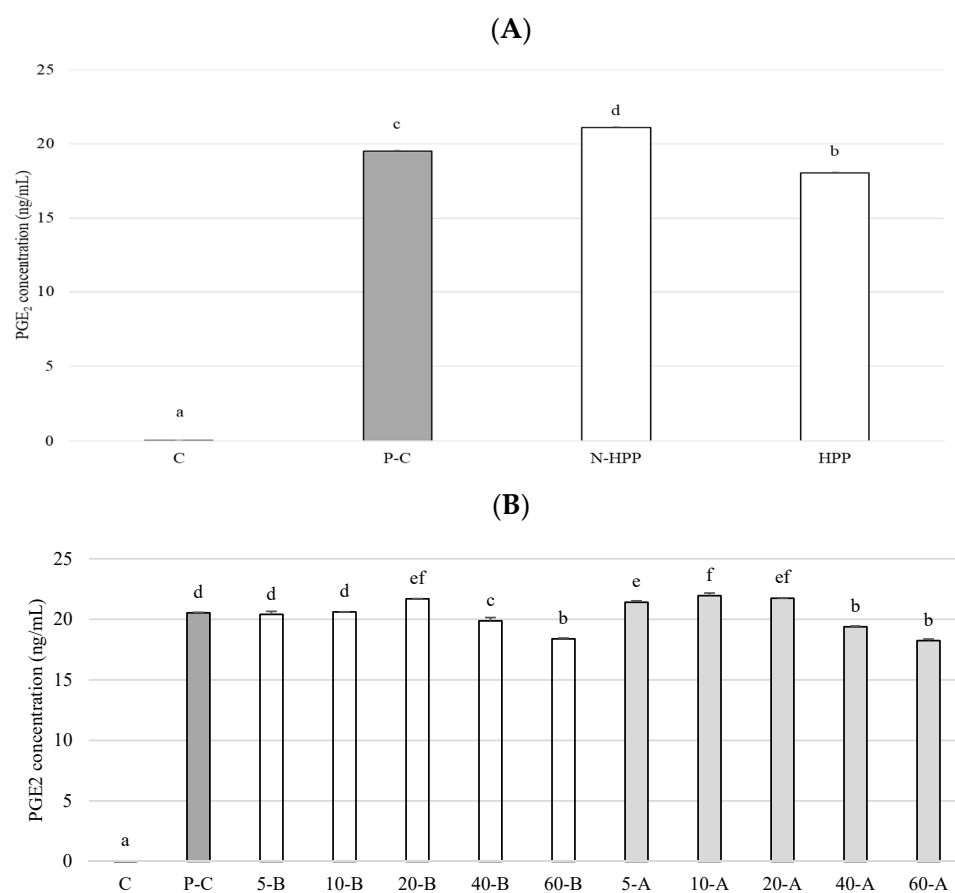 (A)
25
20
15
10
5
0
PGE₂ concentration (ng/mL)
a
c
d
b
C P-C N-HPP HPP
(B)
25
20
15
10
5
0
PGE2 concentration (ng/mL)
a d d d ef c b e f ef b b
C P-C 5-B 10-B 20-B 40-B 60-B 5-A 10-A 20-A 40-A 60-A